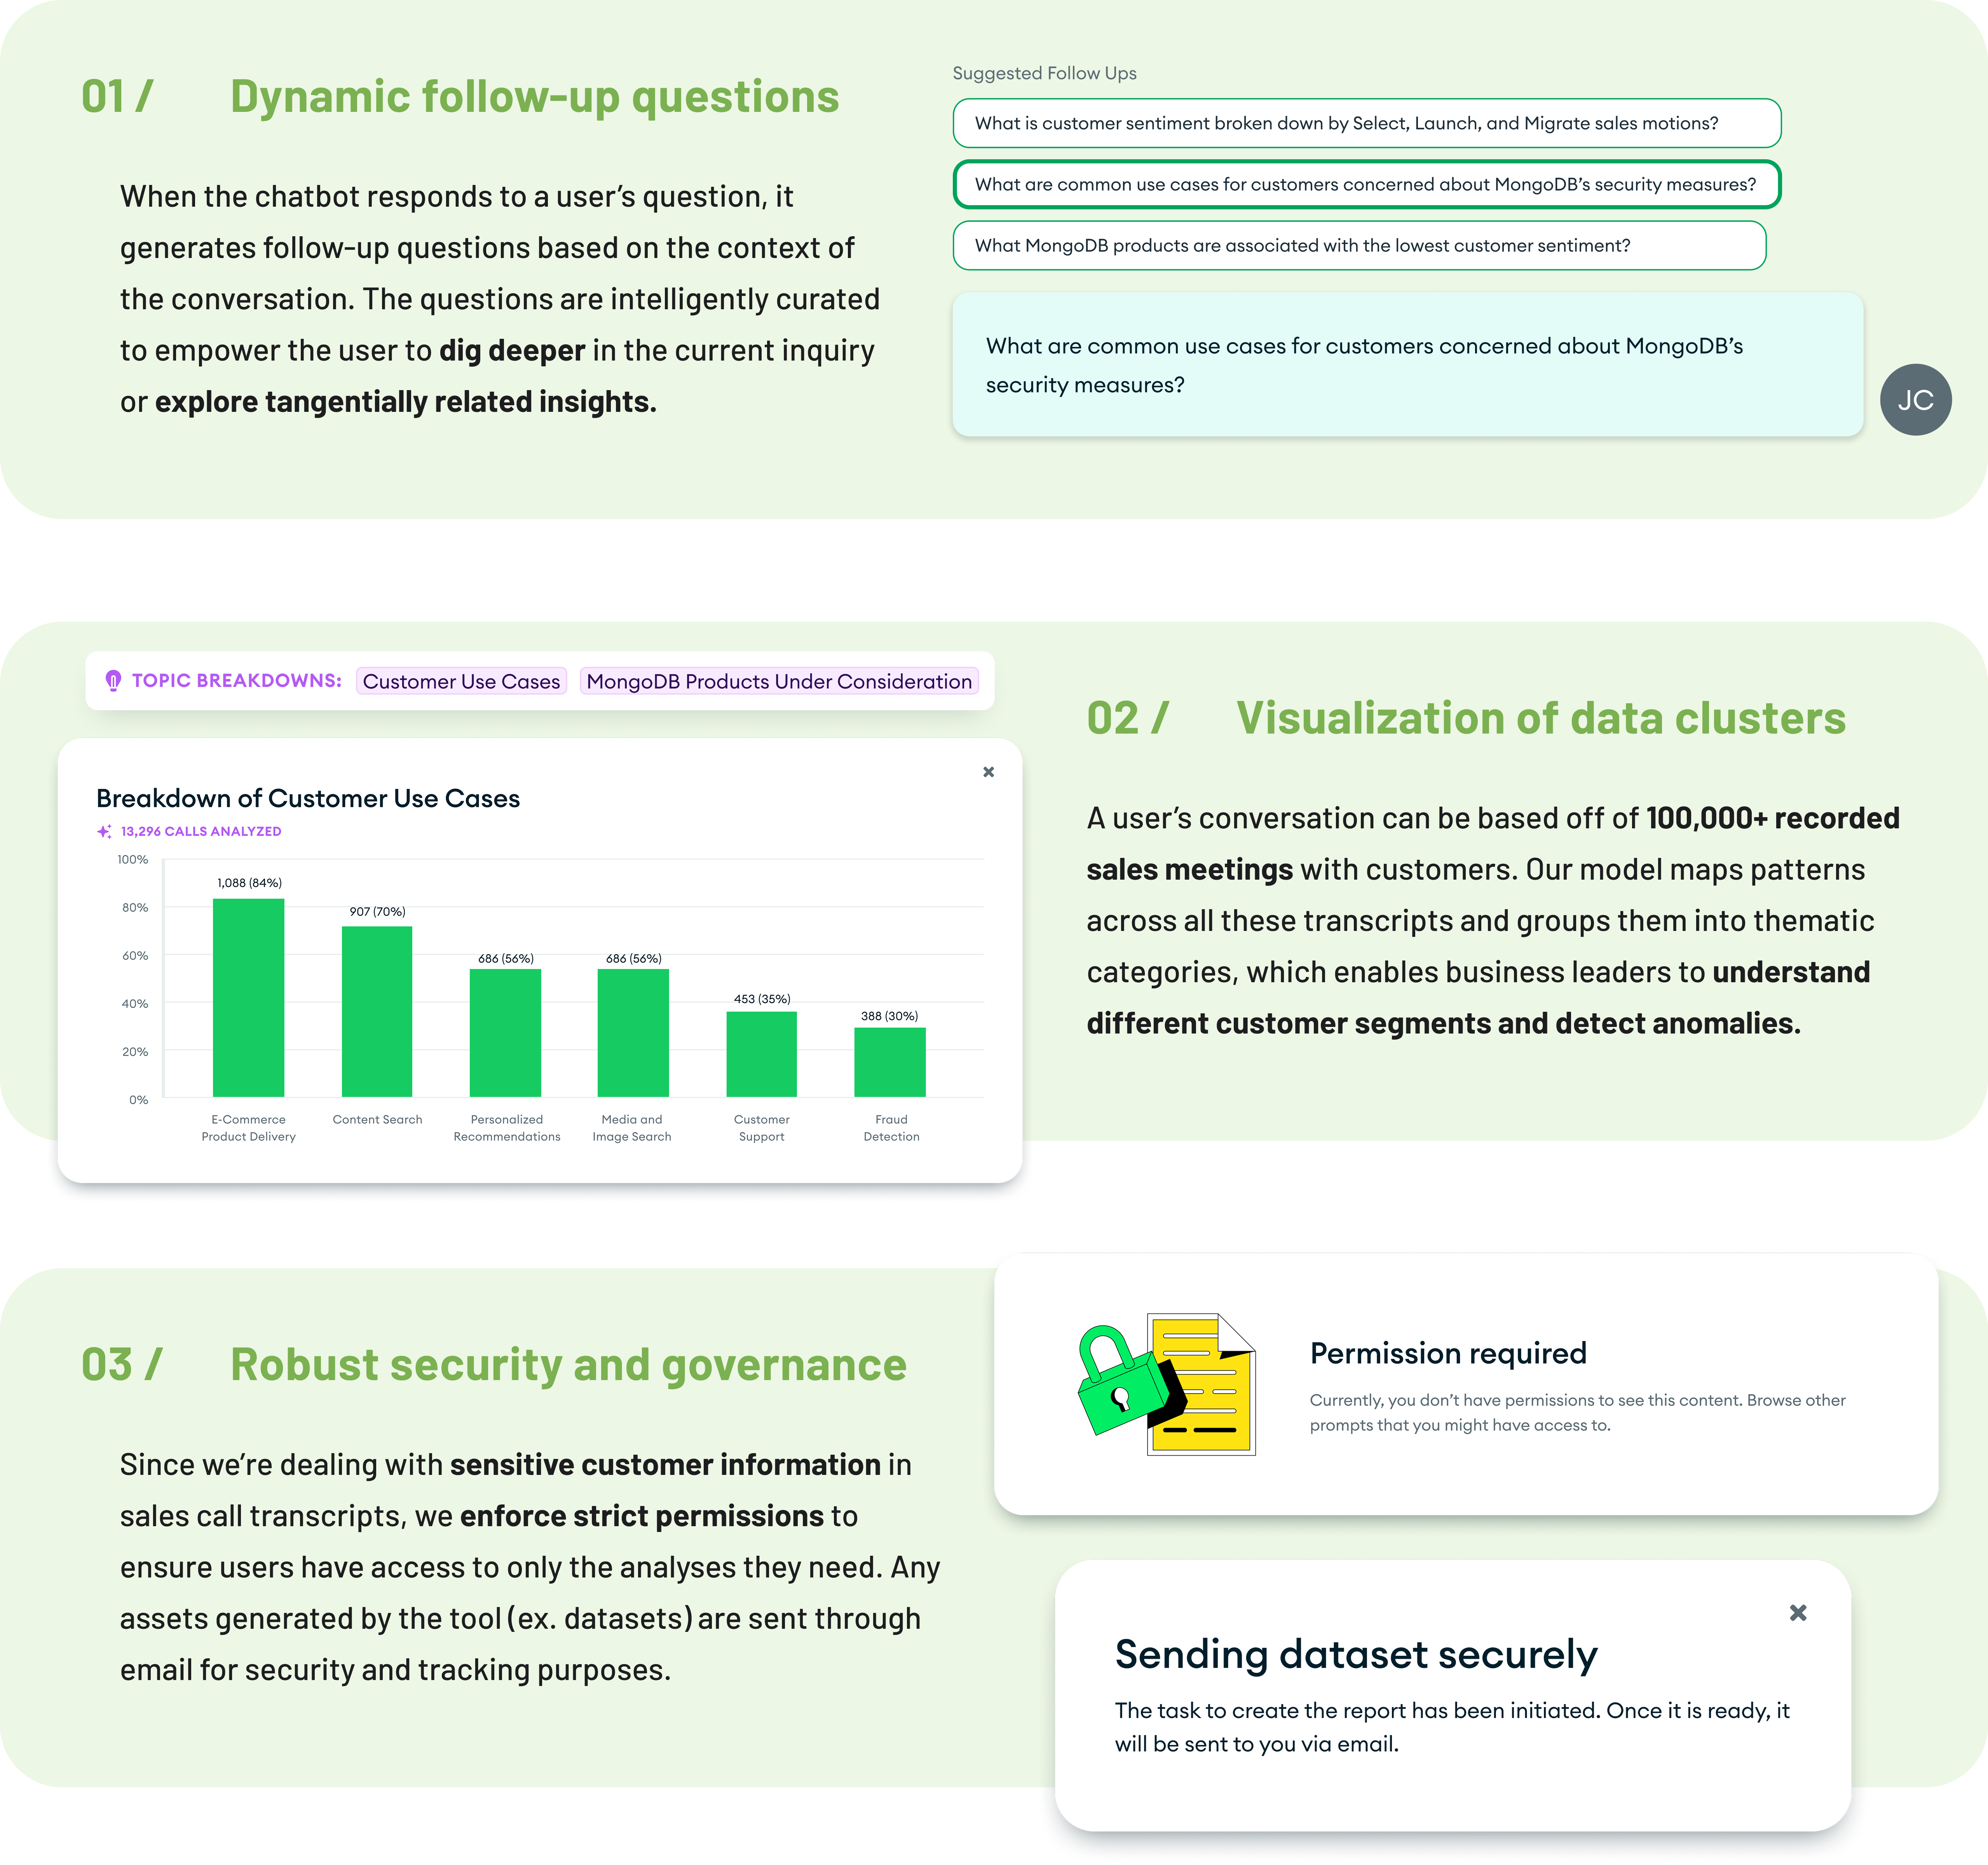 01 /
Dynamic follow-up questions
When the chatbot responds to a user’s question, it
generates follow-up questions based on the context of
the conversation. The questions are intelligently curated
to empower the user to dig deeper in the current inquiry
or explore tangentially related insights.
Suggested Follow Ups
What is customer sentiment broken down by Select, Launch, and Migrate sales motions?
What are common use cases for customers concerned about MongoDB’s security measures?
What MongoDB products are associated with the lowest customer sentiment?
What are common use cases for customers concerned about MongoDB’s
security measures?
JC
TOPIC BREAKDOWNS: Customer Use Cases MongoDB Products Under Consideration
Breakdown of Customer Use Cases
13,296 CALLS ANALYZED
100%
80%
60%
40%
20%
0%
1,088 (84%)
907 (70%)
686 (56%)
686 (56%)
453 (35%)
388 (30%)
E-Commerce
Product Delivery
Content Search
Personalized
Recommendations
Media and
Image Search
Customer
Support
Fraud
Detection
02 /
Visualization of data clusters
A user’s conversation can be based off of 100,000+ recorded
sales meetings with customers. Our model maps patterns
across all these transcripts and groups them into thematic
categories, which enables business leaders to understand
different customer segments and detect anomalies.
03 /
Robust security and governance
Since we’re dealing with sensitive customer information in
sales call transcripts, we enforce strict permissions to
ensure users have access to only the analyses they need. Any
assets generated by the tool (ex. datasets) are sent through
email for security and tracking purposes.
Permission required
Currently, you don’t have permissions to see this content. Browse other
prompts that you might have access to.
Sending dataset securely
The task to create the report has been initiated. Once it is ready, it
will be sent to you via email.